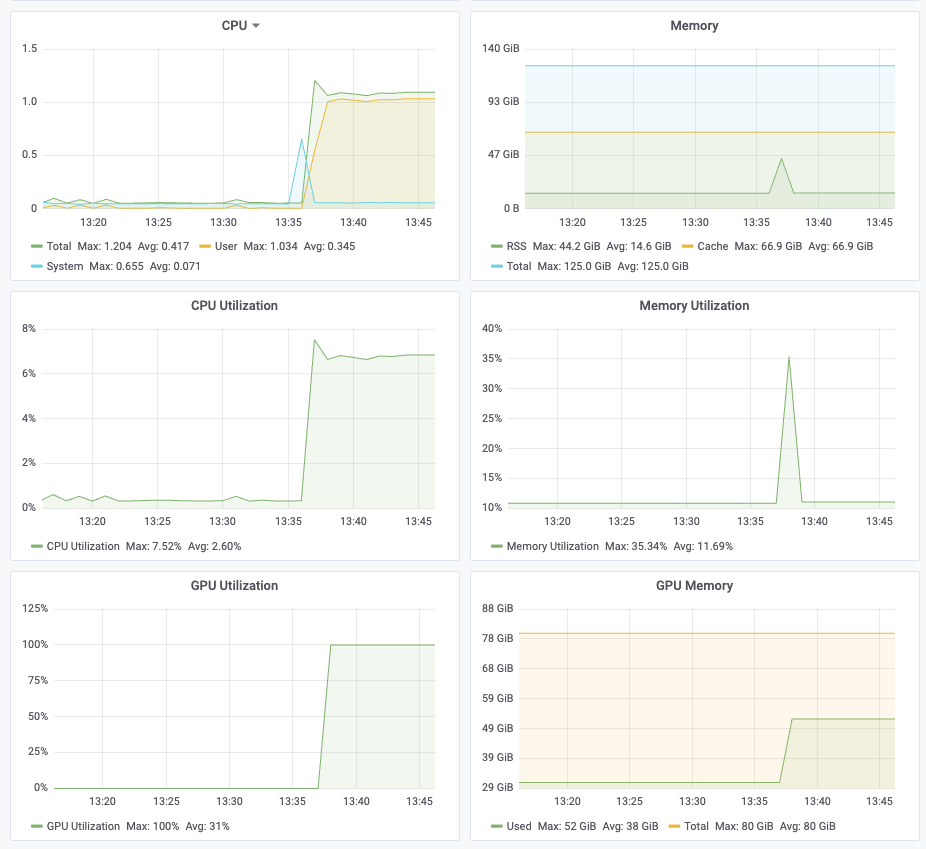 CPU
1.5
1.0
0.5
0
13:20 13:25 13:30 13:35 13:40 13:45
Total Max: 1.204 Avg: 0.417 User Max: 1.034 Avg: 0.345
System Max: 0.655 Avg: 0.071
Memory
140 GiB
93 GiB
47 GiB
0 B
13:20 13:25 13:30 13:35 13:40 13:45
RSS Max: 44.2 GiB Avg: 14.6 GiB Cache Max: 66.9 GiB Avg: 66.9 GiB
Total Max: 125.0 GiB Avg: 125.0 GiB
CPU Utilization
8%
6%
4%
2%
0%
13:20 13:25 13:30 13:35 13:40 13:45
CPU Utilization Max: 7.52% Avg: 2.60%
Memory Utilization
40%
35%
30%
25%
20%
15%
10%
13:20 13:25 13:30 13:35 13:40 13:45
Memory Utilization Max: 35.34% Avg: 11.69%
GPU Utilization
125%
100%
75%
50%
25%
0%
13:20 13:25 13:30 13:35 13:40 13:45
GPU Utilization Max: 100% Avg: 31%
GPU Memory
88 GiB
78 GiB
68 GiB
59 GiB
49 GiB
39 GiB
29 GiB
13:20 13:25 13:30 13:35 13:40 13:45
Used Max: 52 GiB Avg: 38 GiB Total Max: 80 GiB Avg: 80 GiB